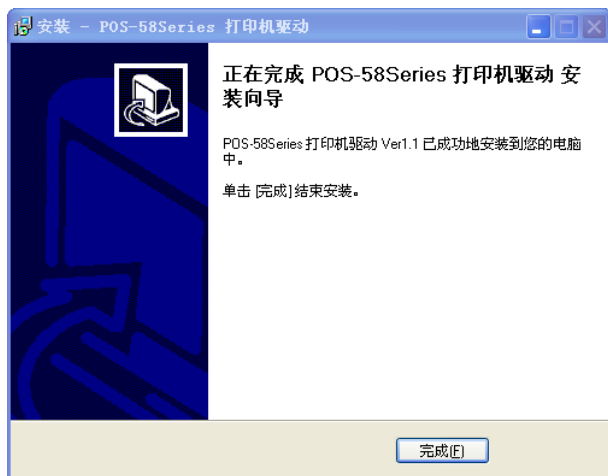 安装 - POS-58Series 打印机驱动
正在完成 POS-58Series 打印机驱动 安
装向导
POS-58Series 打印机驱动 Ver1.1 已成功地安装到您的电脑
中。
单击 [完成] 结束安装。
完成(F)